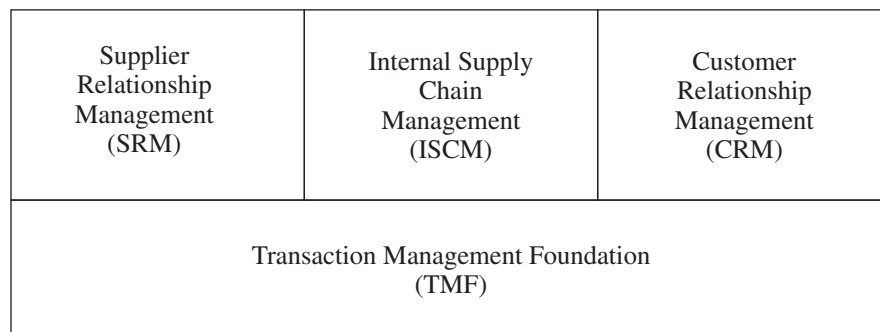 Supplier
Relationship
Management
(SRM)
Internal Supply
Chain
Management
(ISCM)
Customer
Relationship
Management
(CRM)
Transaction Management Foundation
(TMF)